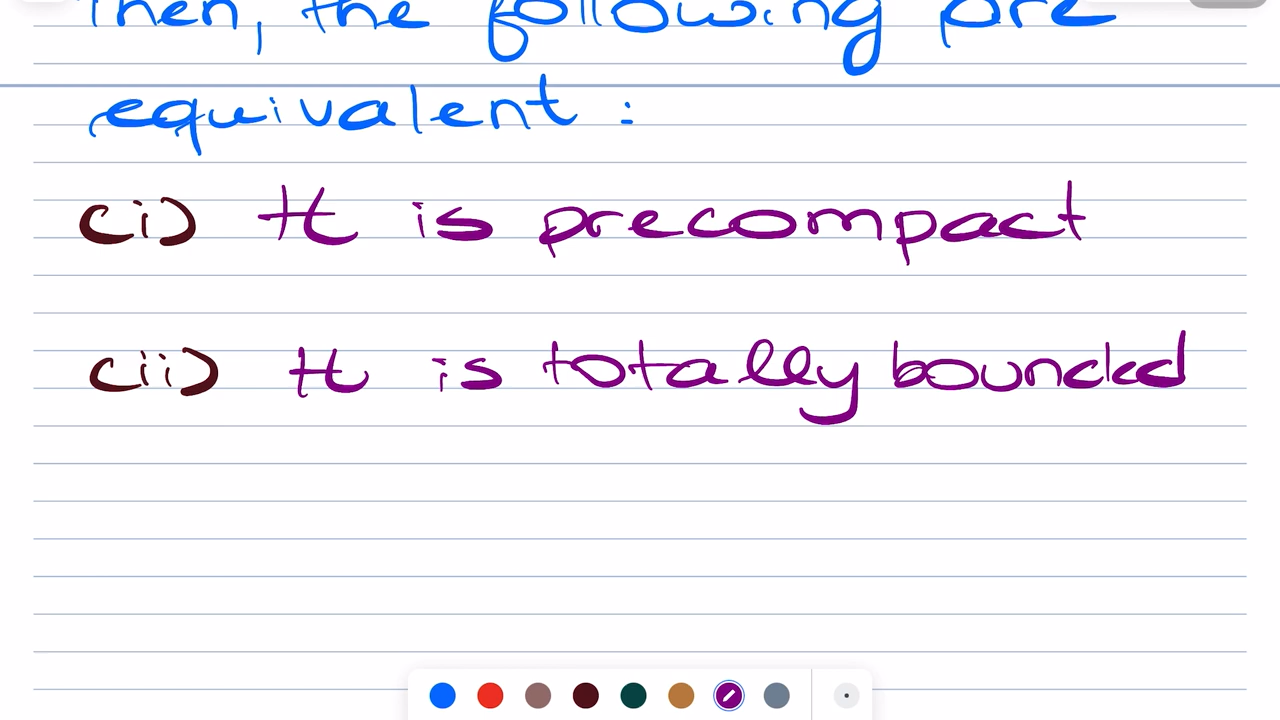 Then, the following are
equivalent :
(i) H is precompact
(ii) H is totally bounded